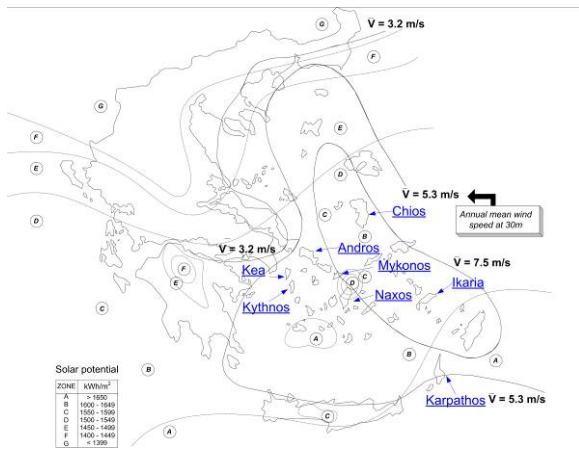 G
V̅ = 3.2 m/s
F
G
E
F
E
D
D
C
V̅ = 5.3 m/s
Chios
Annual mean wind
speed at 30m
B
V̅ = 3.2 m/s
Andros
V̅ = 7.5 m/s
F
Kea
Mykonos
C
Ikaria
E
D
Kythnos
Naxos
C
A
B
A
Solar potential
B
ZONE kWh/m²
A > 1650
B 1600 - 1649
C 1550 - 1599
D 1500 - 1549
E 1450 - 1499
F 1400 - 1449
G < 1399
Karpathos
V̅ = 5.3 m/s
C
A